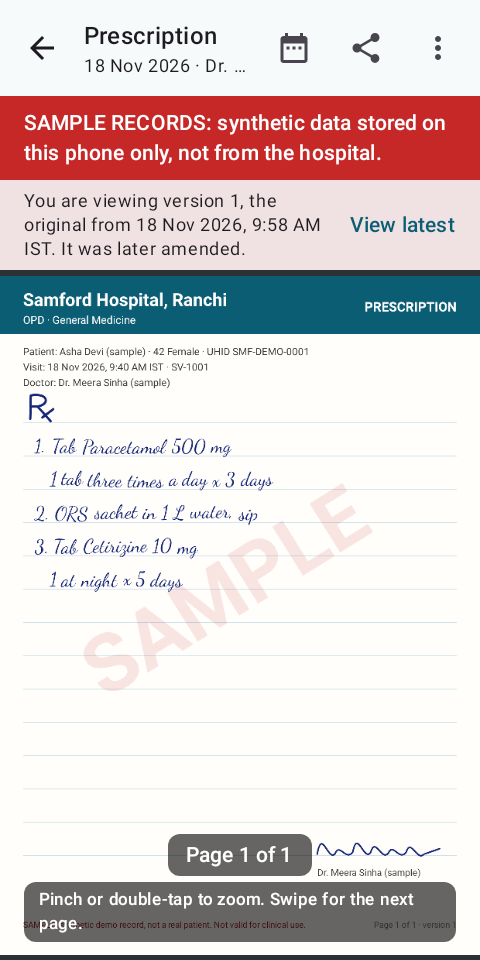 Prescription
18 Nov 2026 · Dr. …
SAMPLE RECORDS: synthetic data stored on
this phone only, not from the hospital.
You are viewing version 1, the
original from 18 Nov 2026, 9:58 AM
IST. It was later amended.
View latest
Samford Hospital, Ranchi
OPD · General Medicine
PRESCRIPTION
Patient: Asha Devi (sample) · 42 Female · UHID SMF-DEMO-0001
Visit: 18 Nov 2026, 9:40 AM IST · SV-1001
Doctor: Dr. Meera Sinha (sample)
Rx
1. Tab Paracetamol 500 mg
1 tab three times a day x 3 days
2. ORS sachet in 1 L water, sip
3. Tab Cetirizine 10 mg
1 at night x 5 days
SAMPLE
Page 1 of 1
Dr. Meera Sinha (sample)
Pinch or double-tap to zoom. Swipe for the next
page.
demo record, not a real patient. Not valid for clinical use.
Page 1 of 1 · version 1